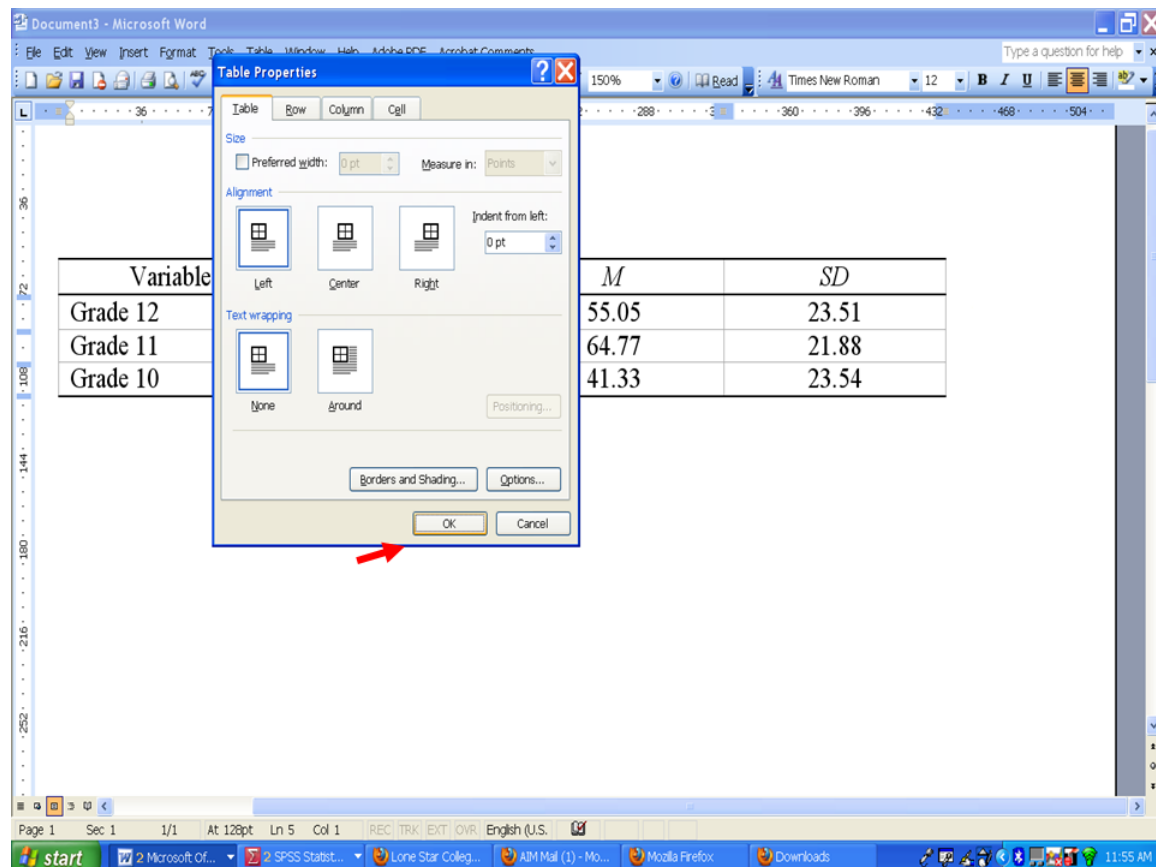 Document3 - Microsoft Word
File Edit View Insert Format Tools Table Window Help Adobe PDF Acrobat Comments
Type a question for help
150% Read Times New Roman 12 B I U
36 288 360 396 432 468 504
Table Properties
Table Row Column Cell
Size
Preferred width: 0 pt Measure in: Points
Alignment
Indent from left:
0 pt
Left Center Right
Text wrapping
None Around
Positioning...
Borders and Shading... Options...
OK Cancel
Variable M SD
Grade 12 55.05 23.51
Grade 11 64.77 21.88
Grade 10 41.33 23.54
36
72
108
144
180
216
252
Page 1 Sec 1 1/1 At 128pt Ln 5 Col 1 REC TRK EXT OVR English (U.S.
start 2 Microsoft Of... 2 SPSS Statist... Lone Star Colleg... AIM Mail (1) - Mo... Mozilla Firefox Downloads 11:55 AM